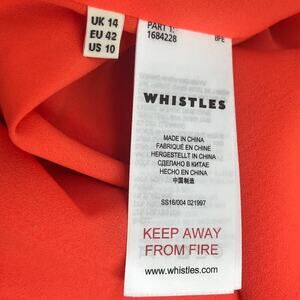 UK 14
EU 42
US 10
PART 1:
1684228
BFE
WHISTLES
MADE IN CHINA
FABRIQUÉ EN CHINE
HERGESTELLT IN CHINA
СДЕЛАНО В КИТАЕ
HECHO EN CHINA
中国制造
SS16/004 021997
KEEP AWAY
FROM FIRE
www.whistles.com